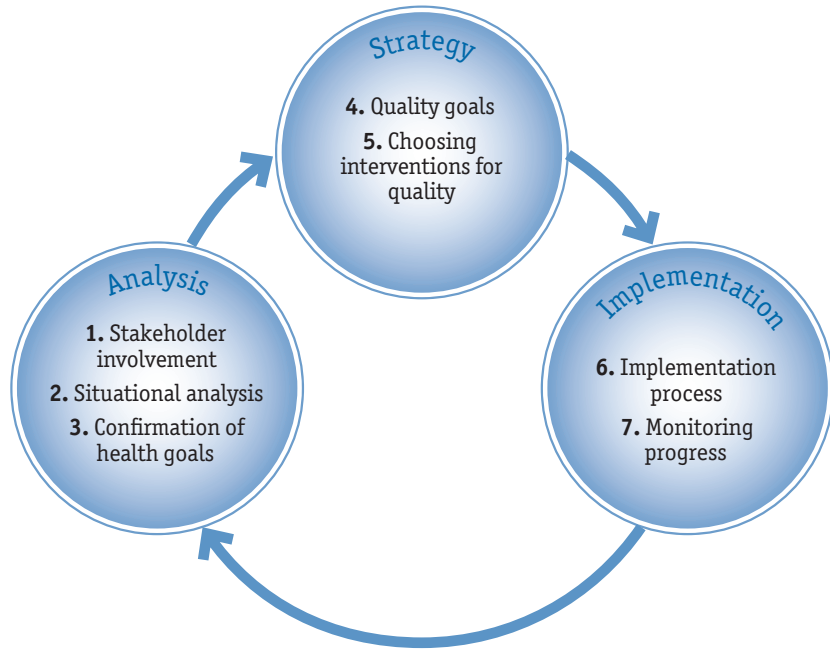 Strategy
4. Quality goals
5. Choosing
interventions for
quality
Analysis
1. Stakeholder
involvement
2. Situational analysis
3. Confirmation of
health goals
Implementation
6. Implementation
process
7. Monitoring
progress